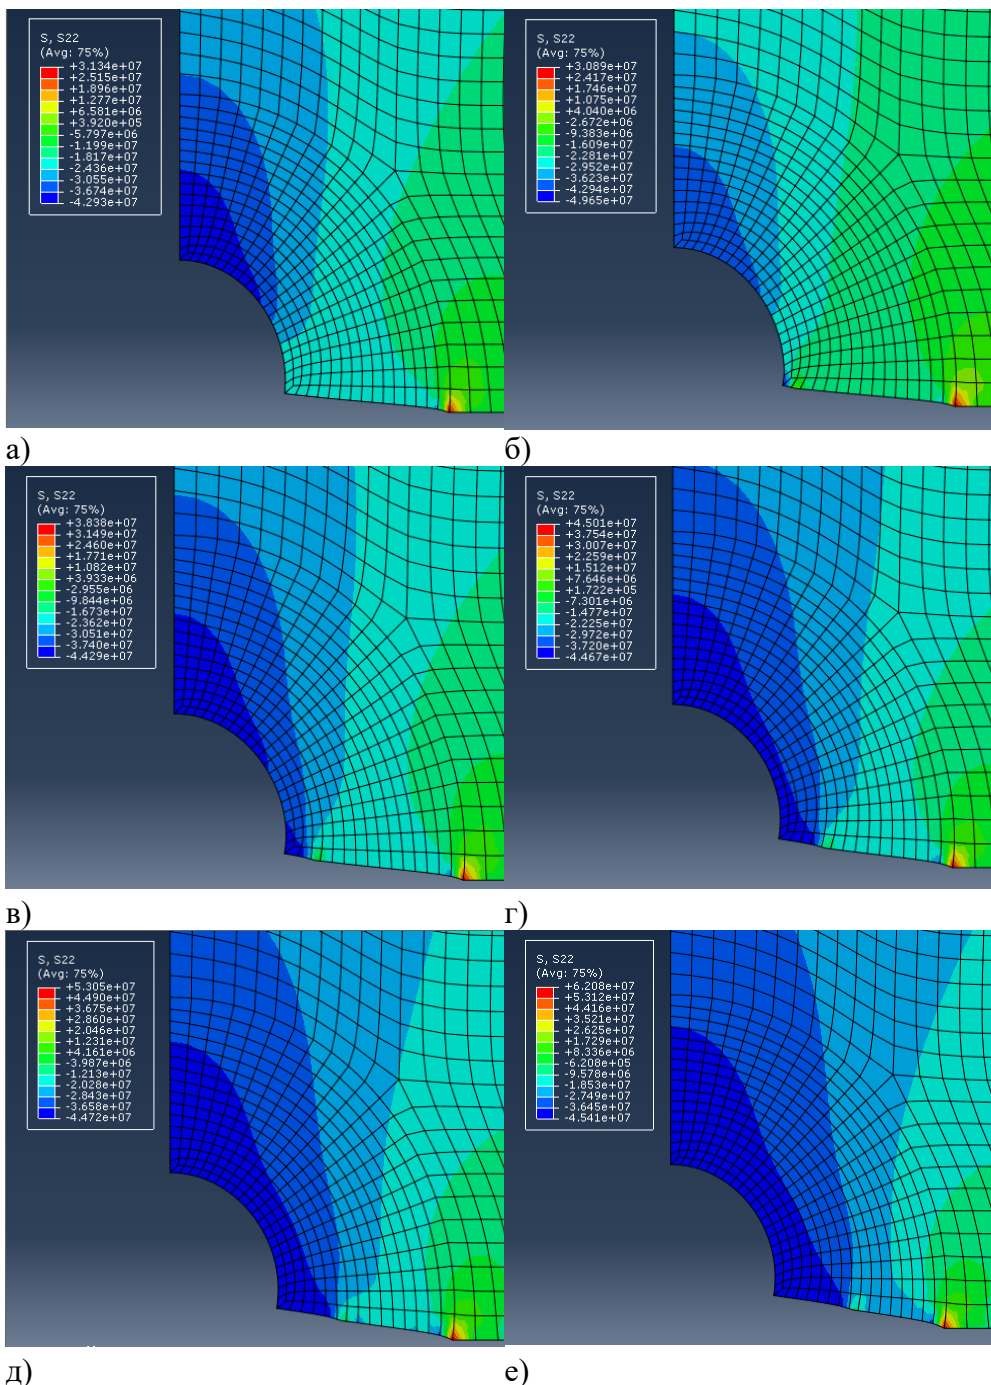 S, S22
(Avg: 75%)
+3.134e+07
+2.515e+07
+1.896e+07
+1.277e+07
+6.581e+06
+3.920e+05
-5.797e+06
-1.199e+07
-1.817e+07
-2.436e+07
-3.055e+07
-3.674e+07
-4.293e+07
а)
S, S22
(Avg: 75%)
+3.089e+07
+2.417e+07
+1.746e+07
+1.075e+07
+4.040e+06
-2.672e+06
-9.383e+06
-1.609e+07
-2.281e+07
-2.952e+07
-3.623e+07
-4.294e+07
-4.965e+07
б)
S, S22
(Avg: 75%)
+3.838e+07
+3.149e+07
+2.460e+07
+1.771e+07
+1.082e+07
+3.933e+06
-2.955e+06
-9.844e+06
-1.673e+07
-2.362e+07
-3.051e+07
-3.740e+07
-4.429e+07
в)
S, S22
(Avg: 75%)
+4.501e+07
+3.754e+07
+3.007e+07
+2.259e+07
+1.512e+07
+7.646e+06
+1.722e+05
-7.301e+06
-1.477e+07
-2.225e+07
-2.972e+07
-3.720e+07
-4.467e+07
г)
S, S22
(Avg: 75%)
+5.305e+07
+4.490e+07
+3.675e+07
+2.860e+07
+2.046e+07
+1.231e+07
+4.161e+06
-3.987e+06
-1.213e+07
-2.028e+07
-2.843e+07
-3.658e+07
-4.472e+07
д)
S, S22
(Avg: 75%)
+6.208e+07
+5.312e+07
+4.416e+07
+3.521e+07
+2.625e+07
+1.729e+07
+8.336e+06
-6.208e+05
-9.578e+06
-1.853e+07
-2.749e+07
-3.645e+07
-4.541e+07
е)